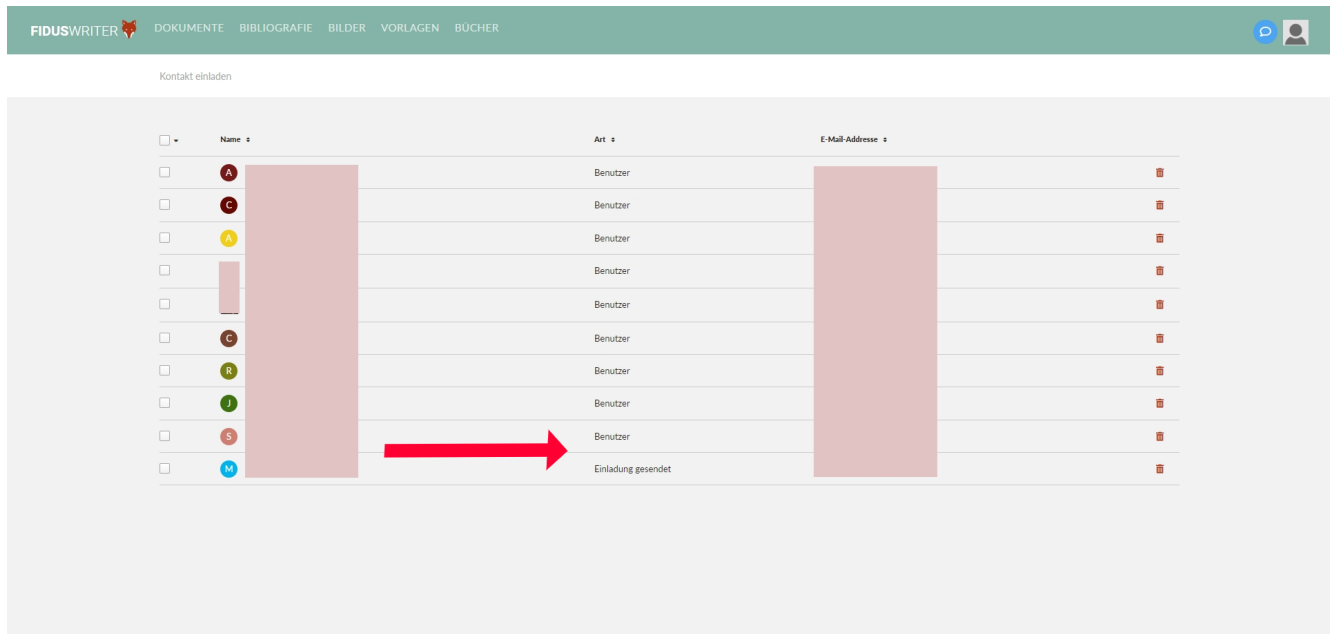 FIDUSWRITER DOKUMENTE BIBLIOGRAFIE BILDER VORLAGEN BÜCHER
Kontakt einladen
Name Art E-Mail-Addresse
A Benutzer
C Benutzer
A Benutzer
Benutzer
Benutzer
C Benutzer
R Benutzer
J Benutzer
S Benutzer
M Einladung gesendet